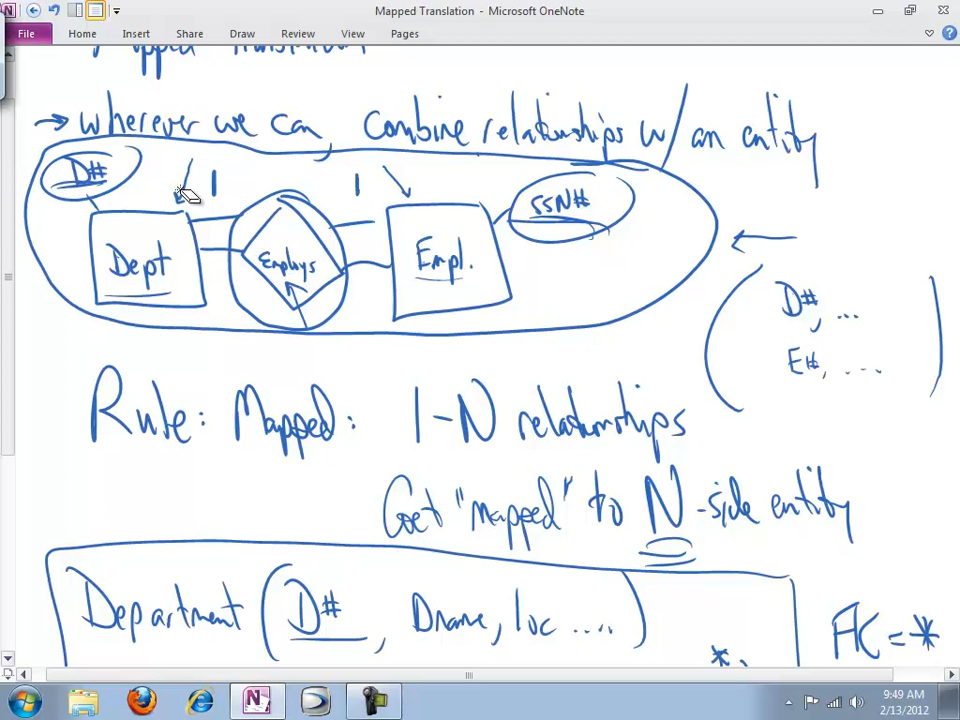 Mapped Translation - Microsoft OneNote
File Home Insert Share Draw Review View Pages
Mapped Translation
→ wherever we can, combine relationships w/ an entity
D# 1 1 SSN#
Dept Employs Empl.
D#, ...
E#, ....
Rule: Mapped: 1-N relationships
Get "mapped" to N-side entity
Department (D#, Dname, loc ....)
*, FK = *
9:49 AM
2/13/2012